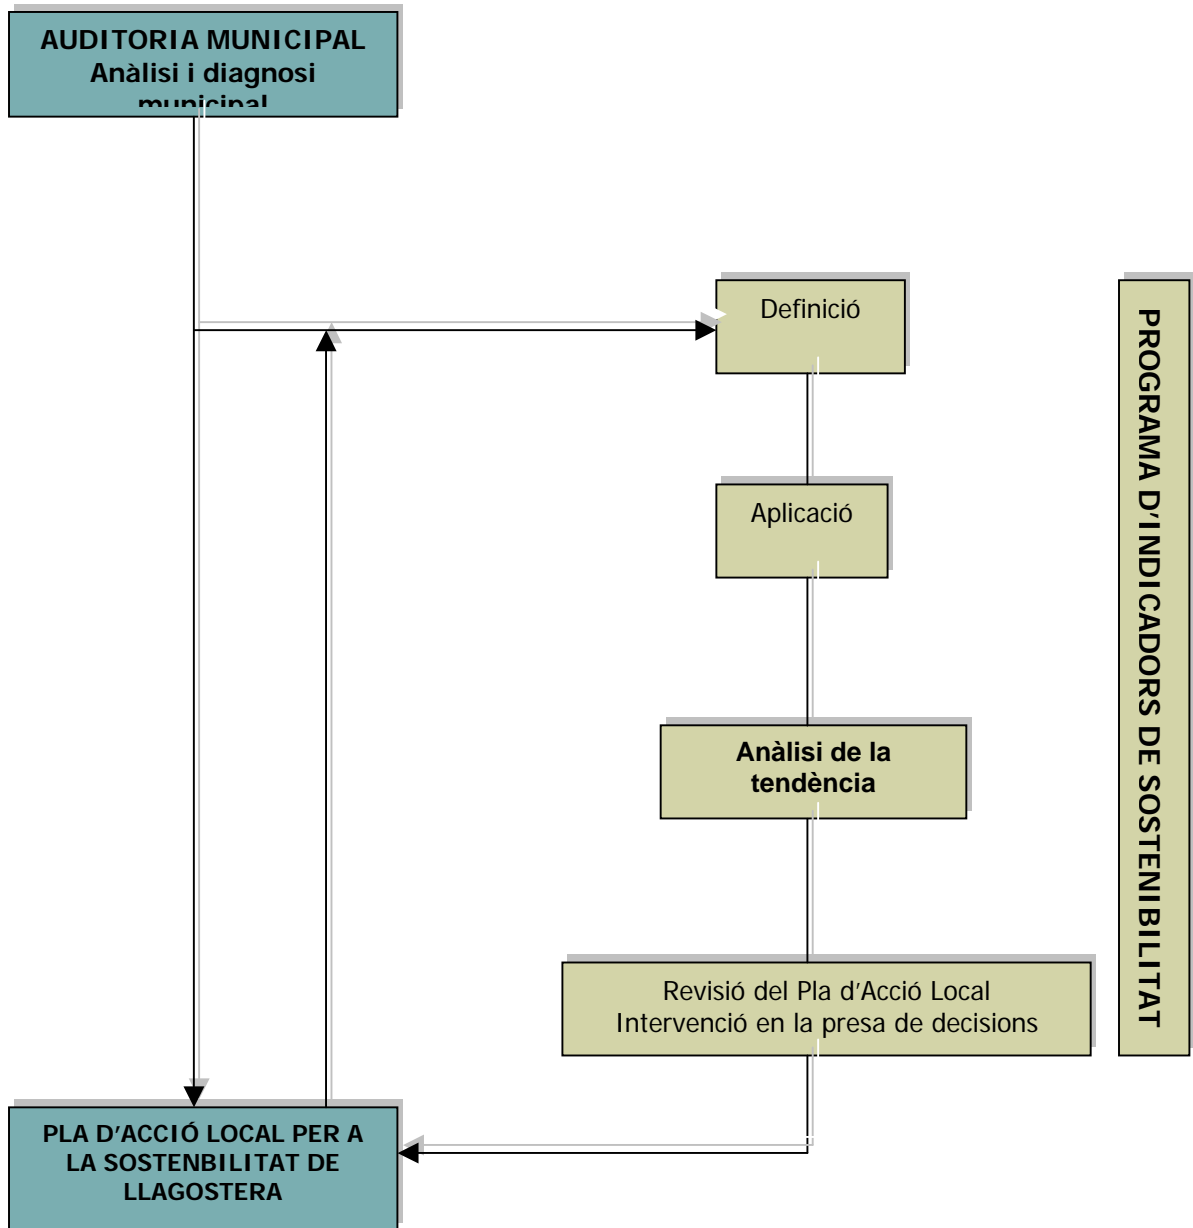 AUDITORIA MUNICIPAL
Anàlisi i diagnosi
municipal
Definició
Aplicació
Anàlisi de la
tendència
Revisió del Pla d'Acció Local
Intervenció en la presa de decisions
PLA D'ACCIÓ LOCAL PER A
LA SOSTENBILITAT DE
LLAGOSTERA
PROGRAMA D'INDICADORS DE SOSTENIBILITAT